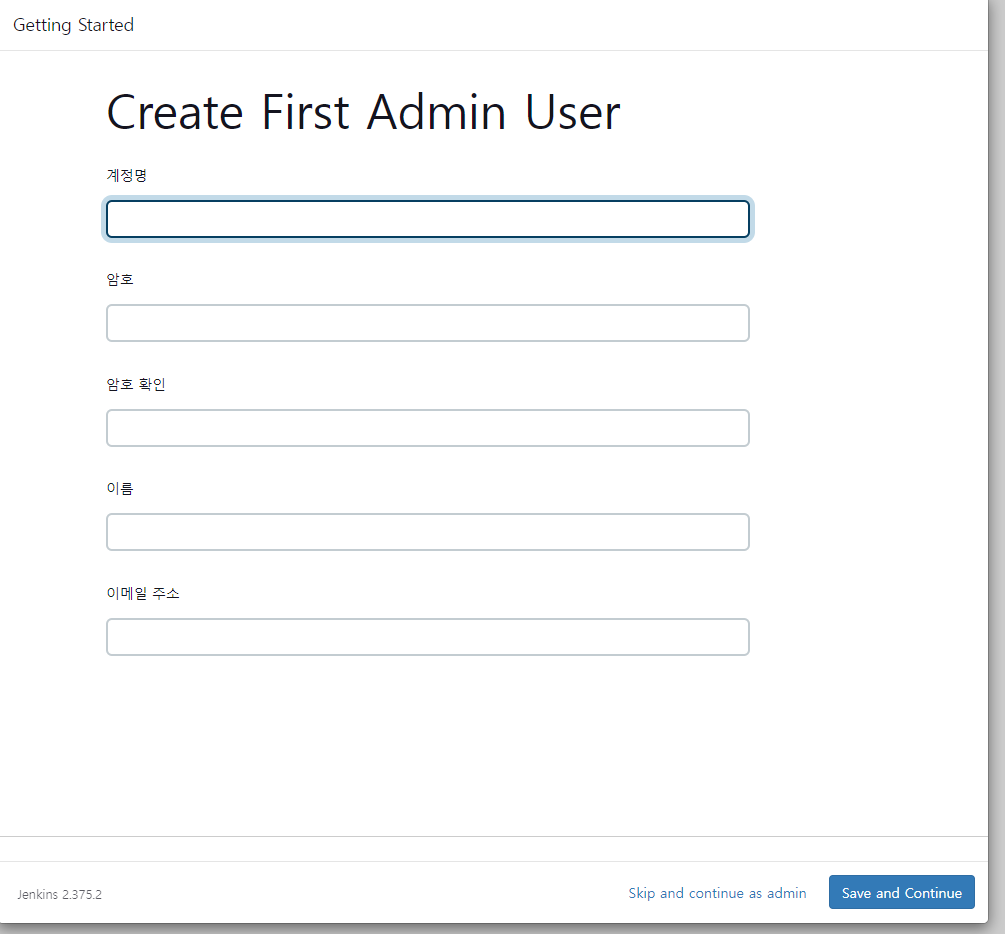 Getting Started
Create First Admin User
계정명
암호
암호 확인
이름
이메일 주소
Jenkins 2.375.2
Skip and continue as admin
Save and Continue